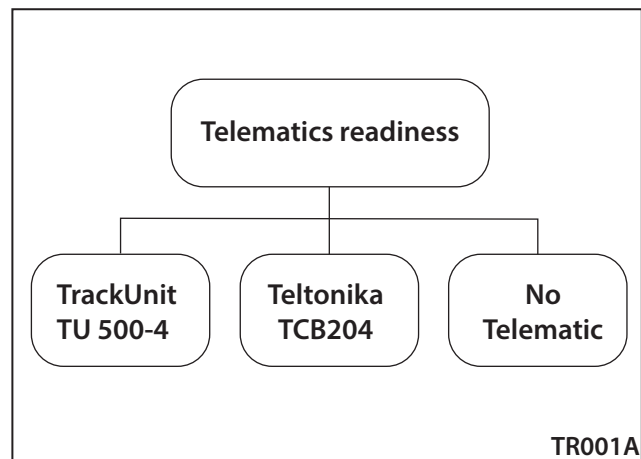 Telematics readiness
TrackUnit
TU 500-4
Teltonika
TCB204
No
Telematic
TR001A